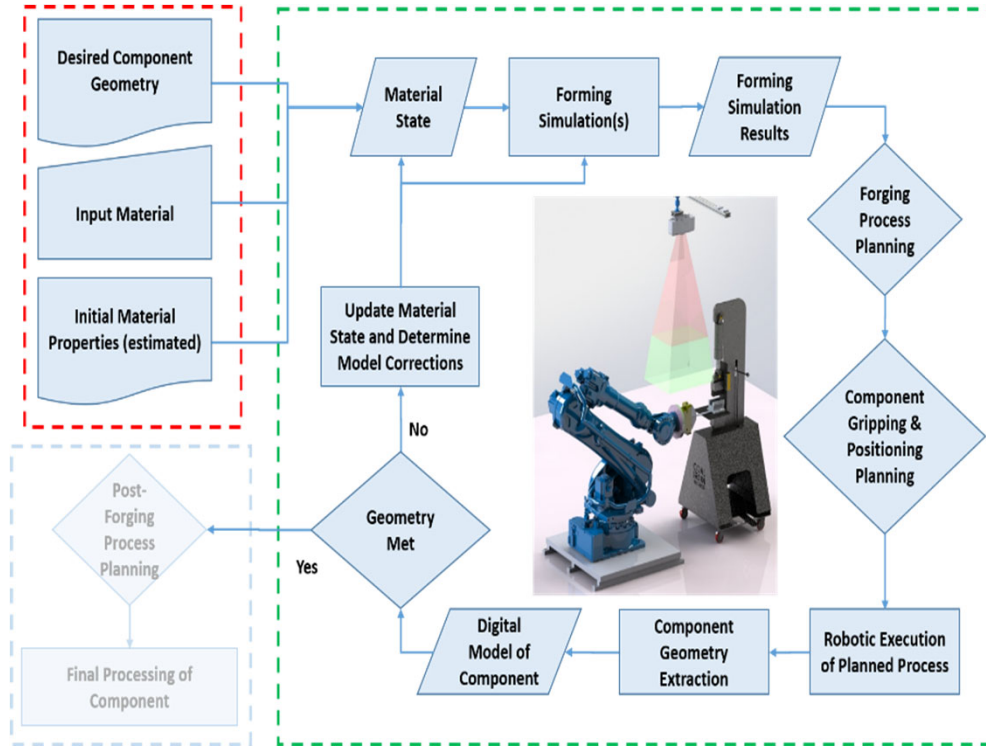 Desired Component
Geometry
Input Material
Initial Material
Properties (estimated)
Material
State
Forming
Simulation(s)
Forming
Simulation
Results
Forging
Process
Planning
Component
Gripping &
Positioning
Planning
Robotic Execution
of Planned Process
Component
Geometry
Extraction
Digital
Model of
Component
Geometry
Met
No
Update Material
State and Determine
Model Corrections
Yes
Post-
Forging
Process
Planning
Final Processing of
Component